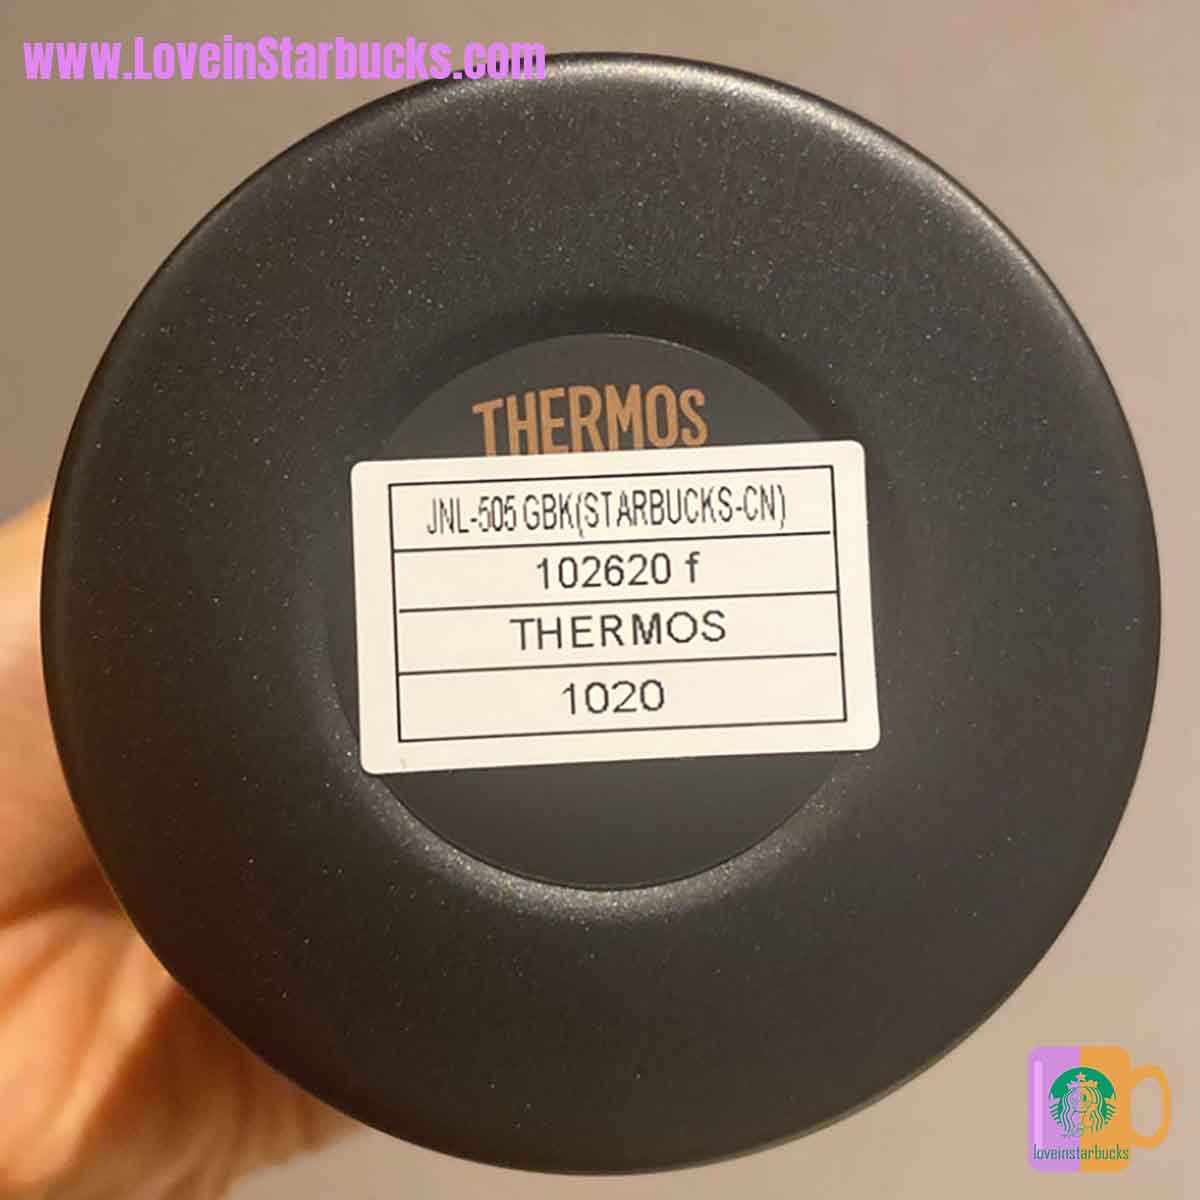 www.LoveinStarbucks.com
THERMOS
JNL-505 GBK(STARBUCKS-CN)
102620 f
THERMOS
1020
loveinstarbucks